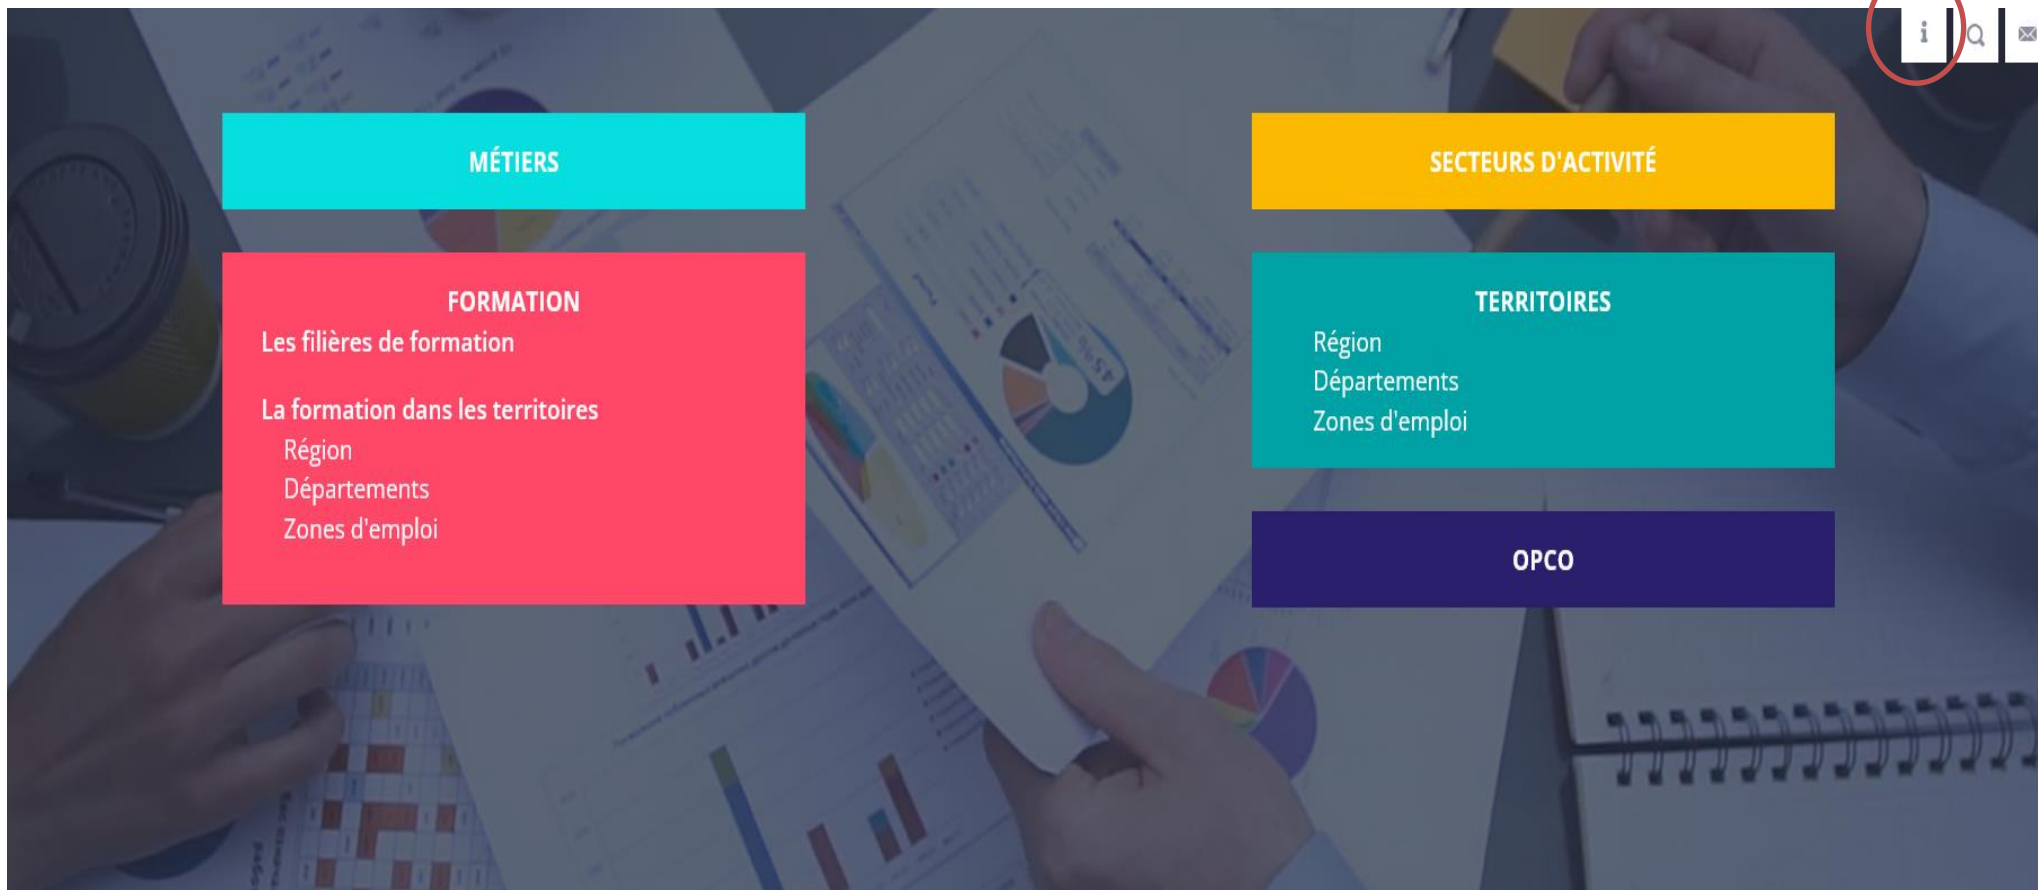 i
MÉTIERS
FORMATION
Les filières de formation
La formation dans les territoires
Région
Départements
Zones d'emploi
SECTEURS D'ACTIVITÉ
TERRITOIRES
Région
Départements
Zones d'emploi
OPCO
45%